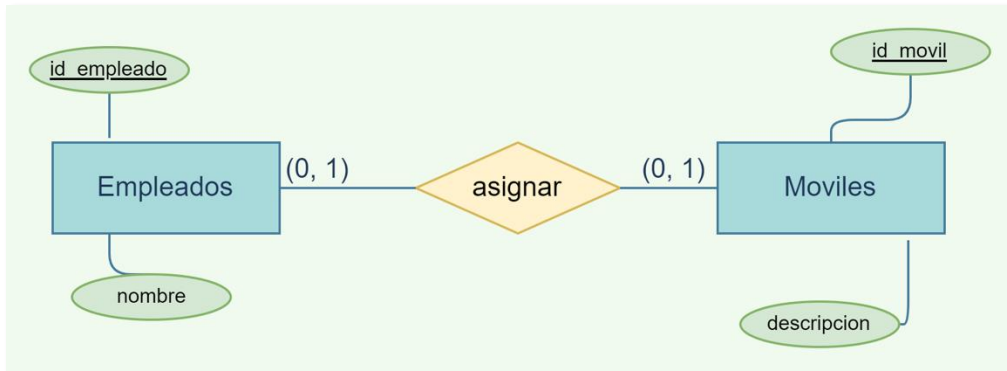 id_empleado
id_movil
Empleados
(0, 1)
asignar
(0, 1)
Moviles
nombre
descripcion